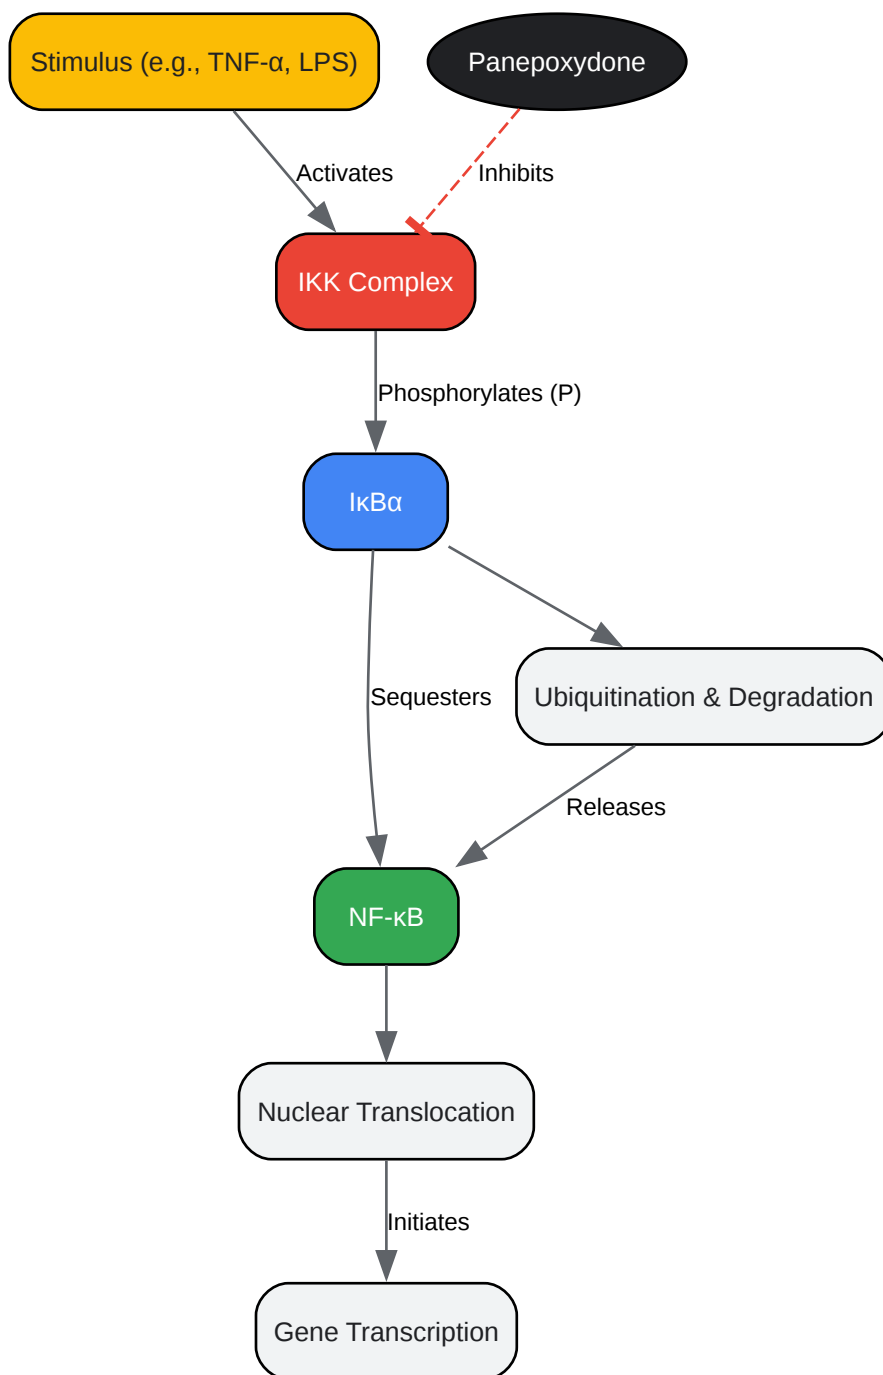 Stimulus (e.g., TNF-α, LPS)
Panepoxydone
Activates
Inhibits
IKK Complex
Phosphorylates (P)
IκBα
Sequesters
Ubiquitination & Degradation
Releases
NF-κB
Nuclear Translocation
Initiates
Gene Transcription